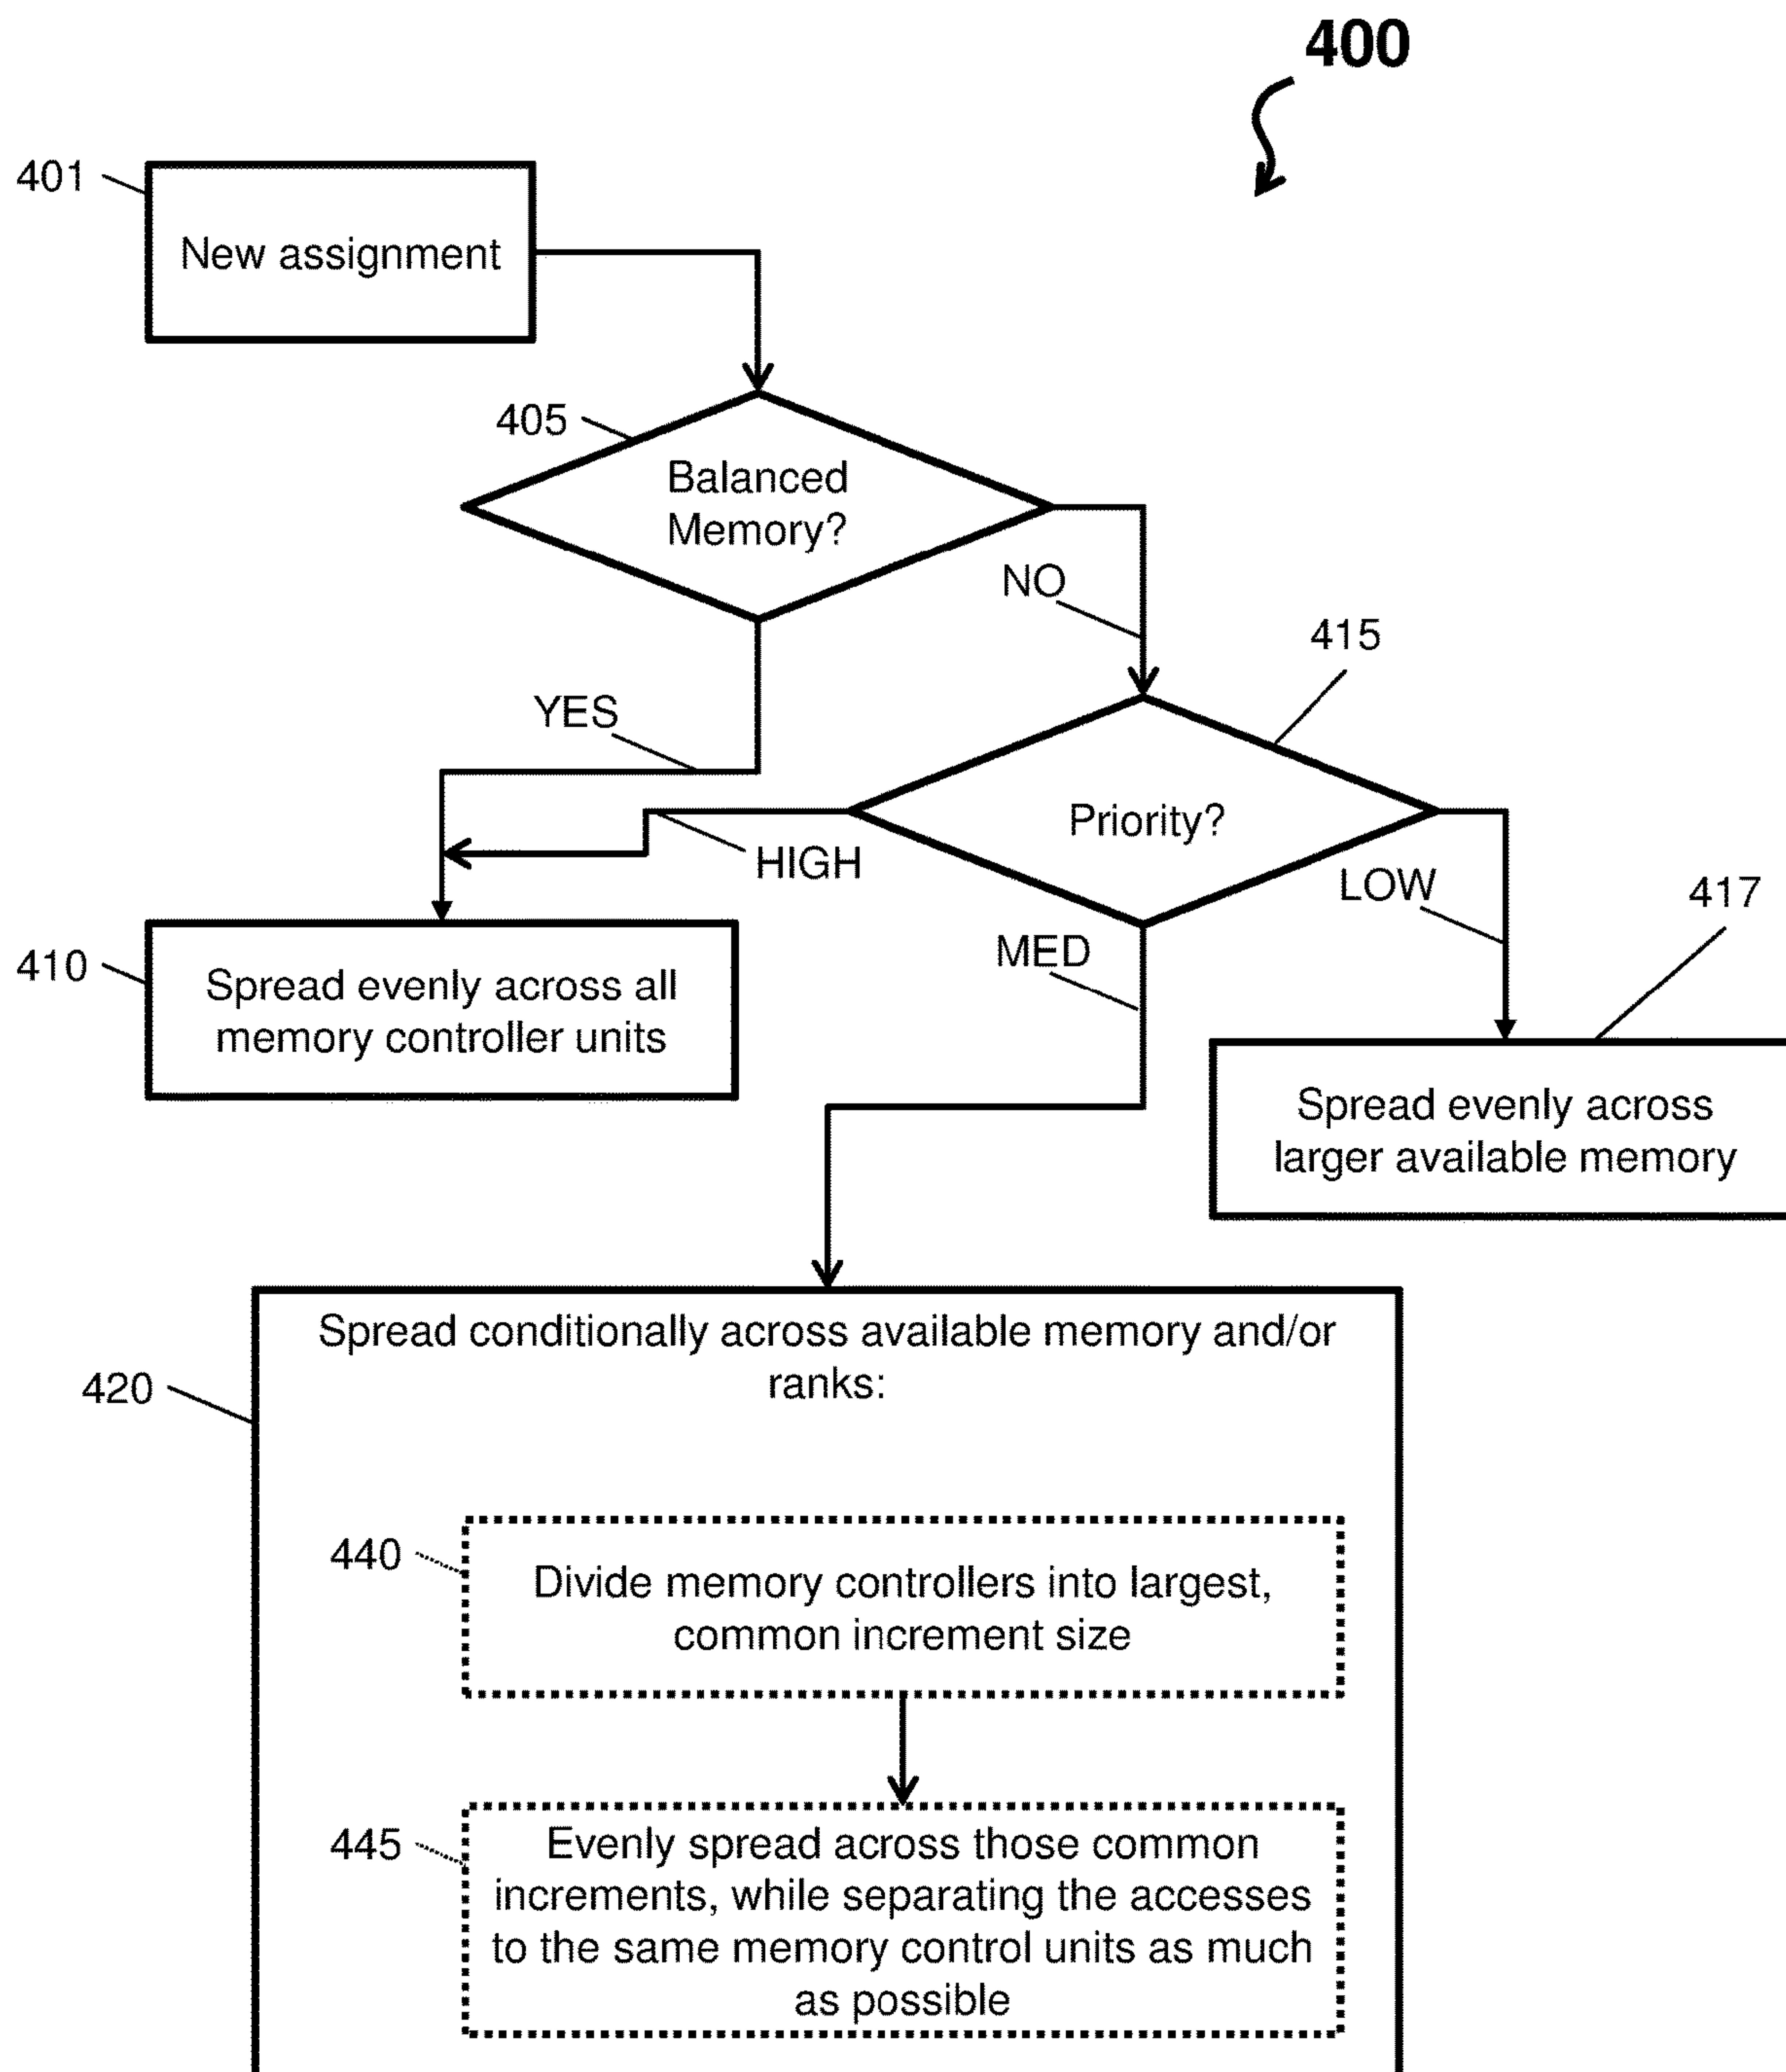 400
401
New assignment
405
Balanced
Memory?
NO
415
YES
Priority?
HIGH
LOW
417
MED
410
Spread evenly across all
memory controller units
Spread evenly across
larger available memory
Spread conditionally across available memory and/or
ranks:
420
440
Divide memory controllers into largest,
common increment size
445
Evenly spread across those common
increments, while separating the accesses
to the same memory control units as much
as possible